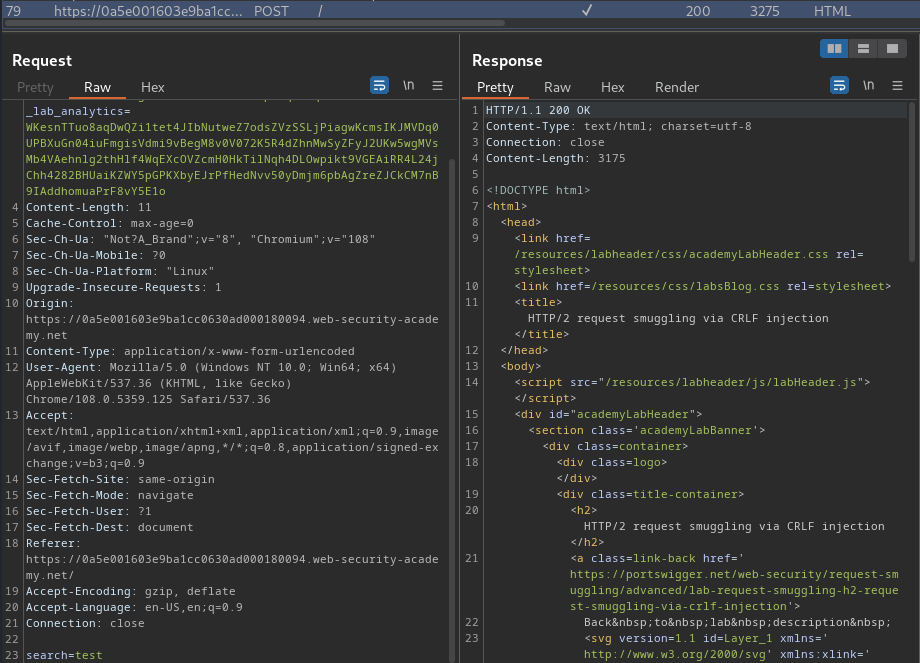 79 https://0a5e001603e9ba1cc... POST / ✓ 200 3275 HTML
Request
Pretty Raw Hex
\n
_lab_analytics=
WKesnTTuo8aqDwQZi1tet4JIbNutweZ7odsZVzSSLjPiagwKcmsIKJMVDq0
UPBXuGn04iuFmgisVdmi9vBegM8v0V072K5R4dZhnMwSyZFyJ2UKw5wgMVs
Mb4VAehnlg2thHlf4WqEXcOVZcmH0HkTilNqh4DLOwpikt9VGEAiRR4L24j
Chh4282BHUaiKZWY5pGPKXbyEJrPfHedNvv50yDmjm6pbAgZreZJCkCM7nB
9IAddhomuaPrF8vY5E1o
4 Content-Length: 11
5 Cache-Control: max-age=0
6 Sec-Ch-Ua: "Not?A_Brand";v="8", "Chromium";v="108"
7 Sec-Ch-Ua-Mobile: ?0
8 Sec-Ch-Ua-Platform: "Linux"
9 Upgrade-Insecure-Requests: 1
10 Origin:
https://0a5e001603e9ba1cc0630ad000180094.web-security-acade
my.net
11 Content-Type: application/x-www-form-urlencoded
12 User-Agent: Mozilla/5.0 (Windows NT 10.0; Win64; x64)
AppleWebKit/537.36 (KHTML, like Gecko)
Chrome/108.0.5359.125 Safari/537.36
13 Accept:
text/html,application/xhtml+xml,application/xml;q=0.9,image
/avif,image/webp,image/apng,*/*;q=0.8,application/signed-ex
change;v=b3;q=0.9
14 Sec-Fetch-Site: same-origin
15 Sec-Fetch-Mode: navigate
16 Sec-Fetch-User: ?1
17 Sec-Fetch-Dest: document
18 Referer:
https://0a5e001603e9ba1cc0630ad000180094.web-security-acade
my.net/
19 Accept-Encoding: gzip, deflate
20 Accept-Language: en-US,en;q=0.9
21 Connection: close
22
23 search=test
Response
Pretty Raw Hex Render
\n
1 HTTP/1.1 200 OK
2 Content-Type: text/html; charset=utf-8
3 Connection: close
4 Content-Length: 3175
5
6 <!DOCTYPE html>
7 <html>
8 <head>
9 <link href=
/resources/labheader/css/academyLabHeader.css rel=
stylesheet>
10 <link href=/resources/css/labsBlog.css rel=stylesheet>
11 <title>
HTTP/2 request smuggling via CRLF injection
</title>
12 </head>
13 <body>
14 <script src="/resources/labheader/js/labHeader.js">
</script>
15 <div id="academyLabHeader">
16 <section class='academyLabBanner'>
17 <div class=container>
18 <div class=logo>
</div>
19 <div class=title-container>
20 <h2>
HTTP/2 request smuggling via CRLF injection
</h2>
21 <a class=link-back href='
https://portswigger.net/web-security/request-sm
uggling/advanced/lab-request-smuggling-h2-reque
st-smuggling-via-crlf-injection'>
22 Back&nbsp;to&nbsp;lab&nbsp;description&nbsp;
23 <svg version=1.1 id=Layer_1 xmlns='
http://www.w3.org/2000/svg' xmlns:xlink='